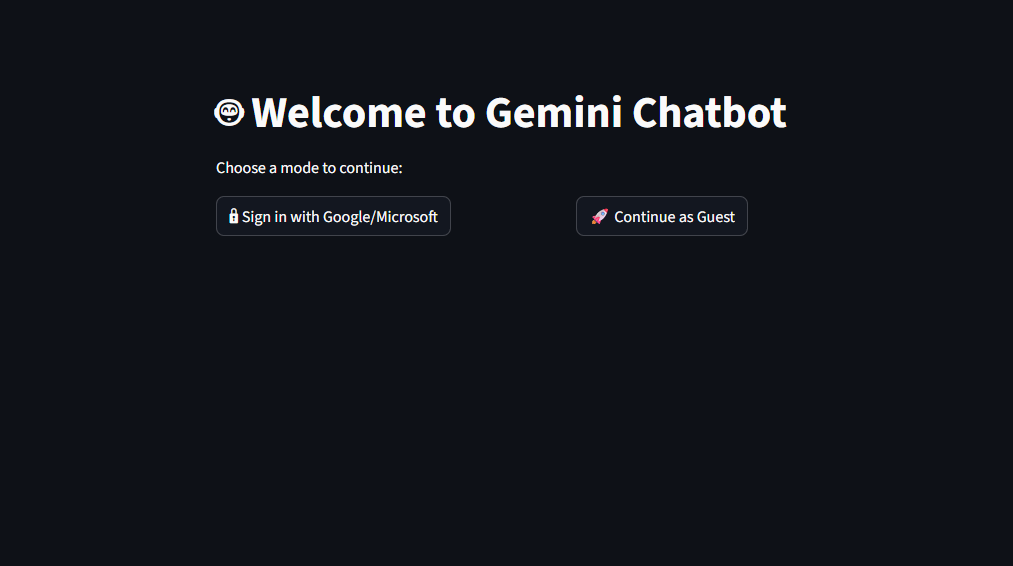 Welcome to Gemini Chatbot
Choose a mode to continue:
Sign in with Google/Microsoft
Continue as Guest